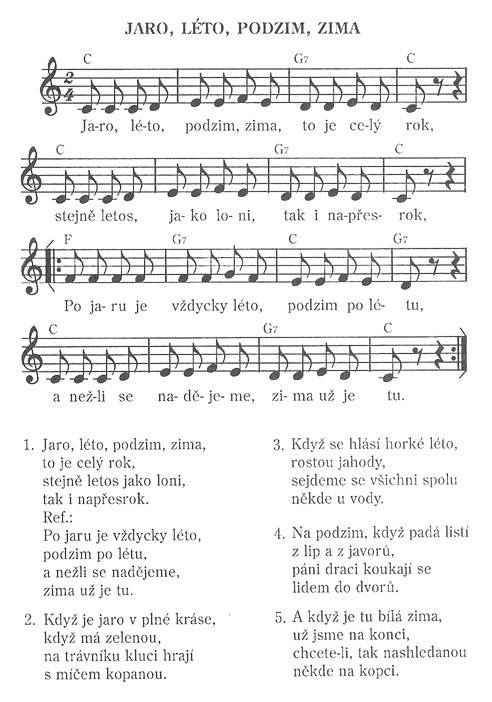 JARO, LÉTO, PODZIM, ZIMA
C G7 C
2
4
Ja-ro, lé-to, podzim, zima, to je ce-lý rok,
C G7 C
stejně letos, ja- ko lo- ni, tak i na-přes- rok,
F G7 C G7
Po ja- ru je vždycky léto, podzim po lé- tu,
C G7 C
a než-li se na- dě- je- me, zi- ma už je tu.
1. Jaro, léto, podzim, zima,
to je celý rok,
stejně letos jako loni,
tak i napřesrok.
Ref.:
Po jaru je vždycky léto,
podzim po létu,
a nežli se nadějeme,
zima už je tu.
2. Když je jaro v plné kráse,
když má zelenou,
na trávníku kluci hrají
s míčem kopanou.
3. Když se hlásí horké léto,
rostou jahody,
sejdeme se všichni spolu
někde u vody.
4. Na podzim, když padá listí
z lip a z javorů,
páni draci koukají se
lidem do dvorů.
5. A když je tu bílá zima,
už jsme na konci,
chcete-li, tak nashledanou
někde na kopci.